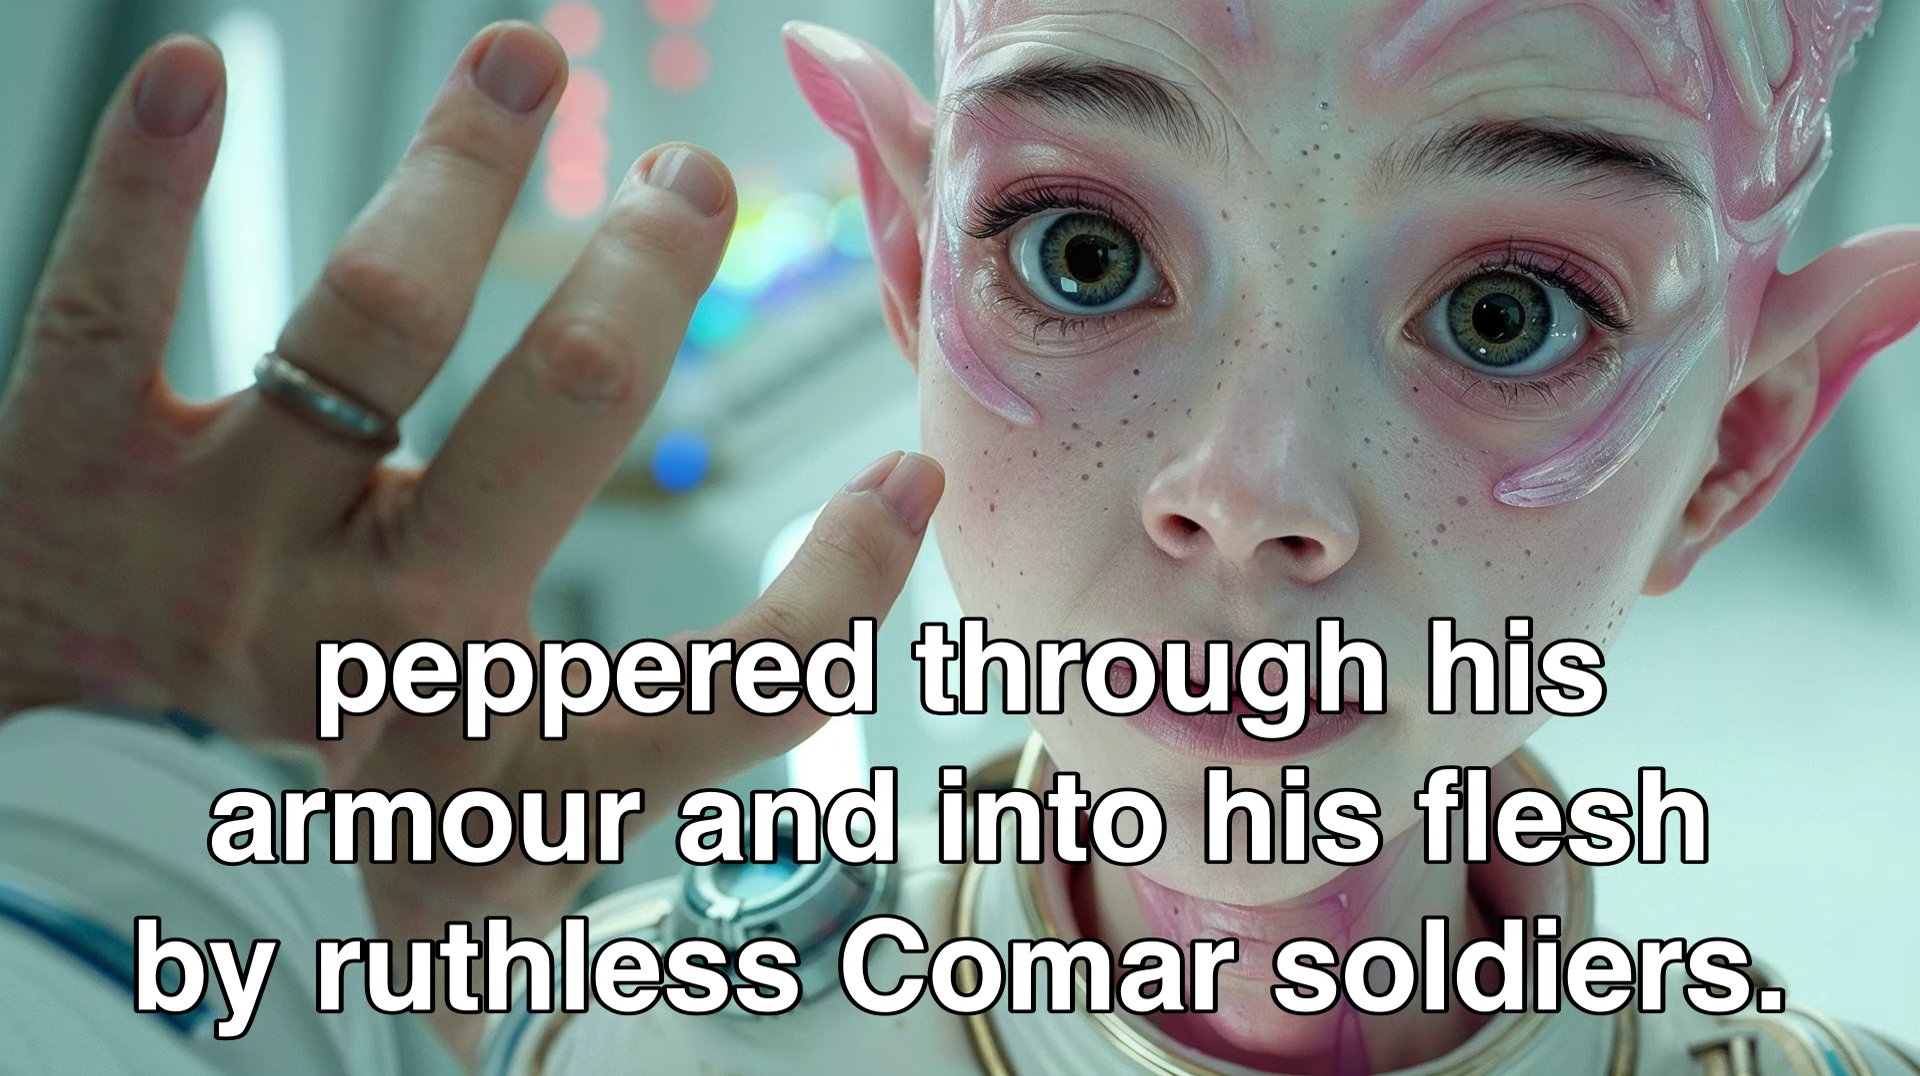 peppered through his
armour and into his flesh
by ruthless Comar soldiers.